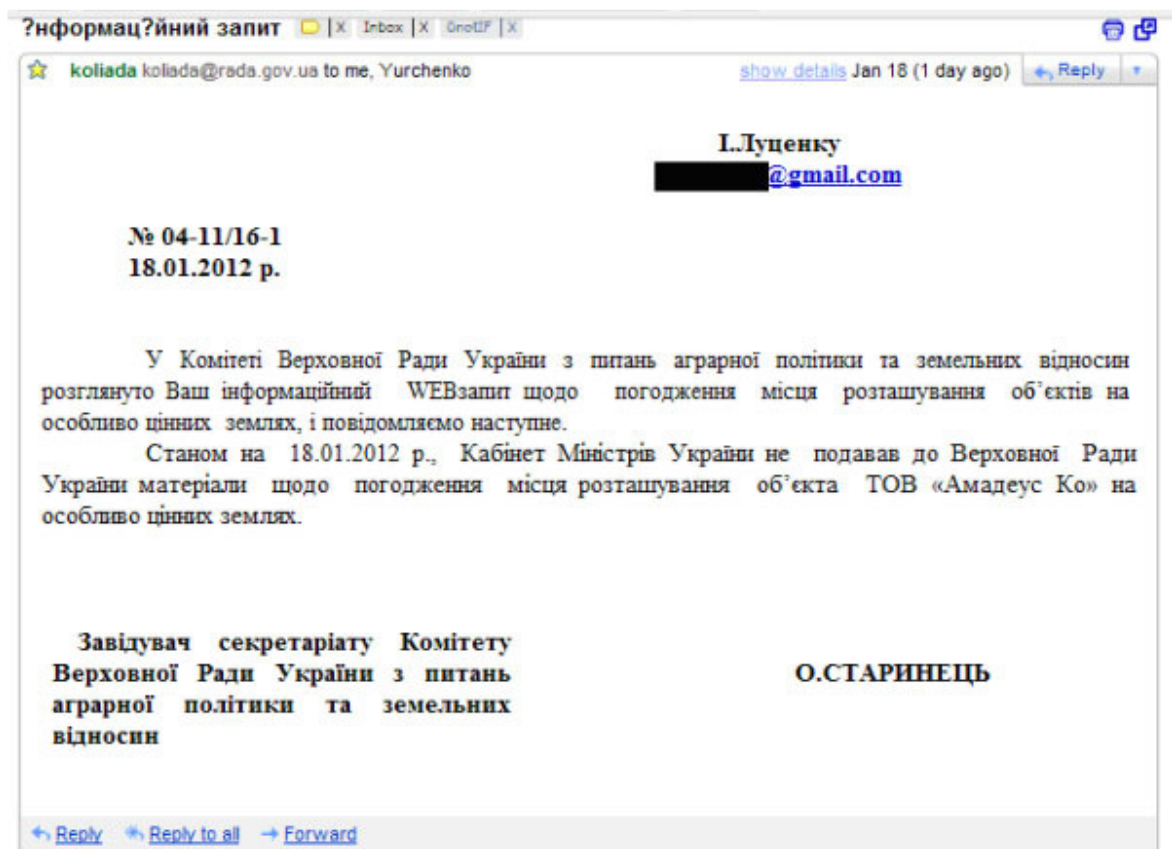 ?нформац?йний запит | X Inbox | X | X
koliada koliada@rada.gov.ua to me, Yurchenko show details Jan 18 (1 day ago) Reply
І.Луценку
@gmail.com
№ 04-11/16-1
18.01.2012 р.
У Комітеті Верховної Ради України з питань аграрної політики та земельних відносин
розглянуто Ваш інформаційний WEBзапит щодо погодження місця розташування об’єктів на
особливо цінних землях, і повідомляємо наступне.
Станом на 18.01.2012 р., Кабінет Міністрів України не подавав до Верховної Ради
України матеріали щодо погодження місця розташування об’єкта ТОВ «Амадеус Ко» на
особливо цінних землях.
Завідувач секретаріату Комітету
Верховної Ради України з питань
аграрної політики та земельних
відносин
О.СТАРИНЕЦЬ
Reply Reply to all Forward